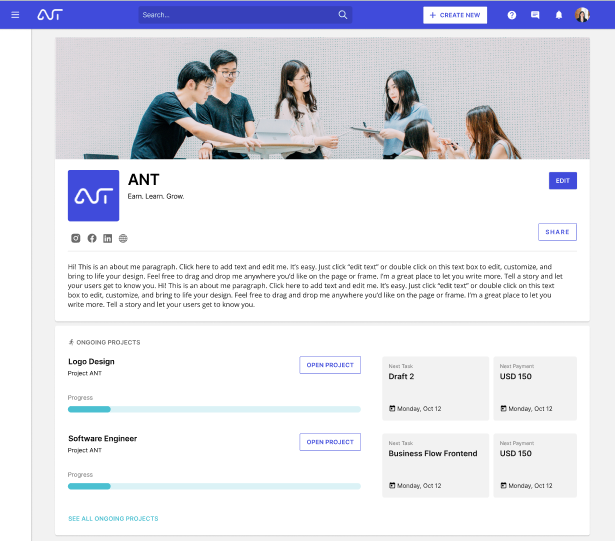 Search...
+ CREATE NEW
ANT
EDIT
Earn. Learn. Grow.
SHARE
Hi! This is an about me paragraph. Click here to add text and edit me. It's easy. Just click “edit text” or double click on this text box to edit, customize, and
bring to life your design. Feel free to drag and drop me anywhere you'd like on the page or frame. I'm a great place to let you write more. Tell a story and let
your users get to know you. Hi! This is an about me paragraph. Click here to add text and edit me. It's easy. Just click “edit text” or double click on this text
box to edit, customize, and bring to life your design. Feel free to drag and drop me anywhere you'd like on the page or frame. I'm a great place to let you
write more. Tell a story and let your users get to know you.
ONGOING PROJECTS
Logo Design
Project ANT
OPEN PROJECT
Progress
Next Task
Draft 2
Monday, Oct 12
Next Payment
USD 150
Monday, Oct 12
Software Engineer
Project ANT
OPEN PROJECT
Progress
Next Task
Business Flow Frontend
Monday, Oct 12
Next Payment
USD 150
Monday, Oct 12
SEE ALL ONGOING PROJECTS